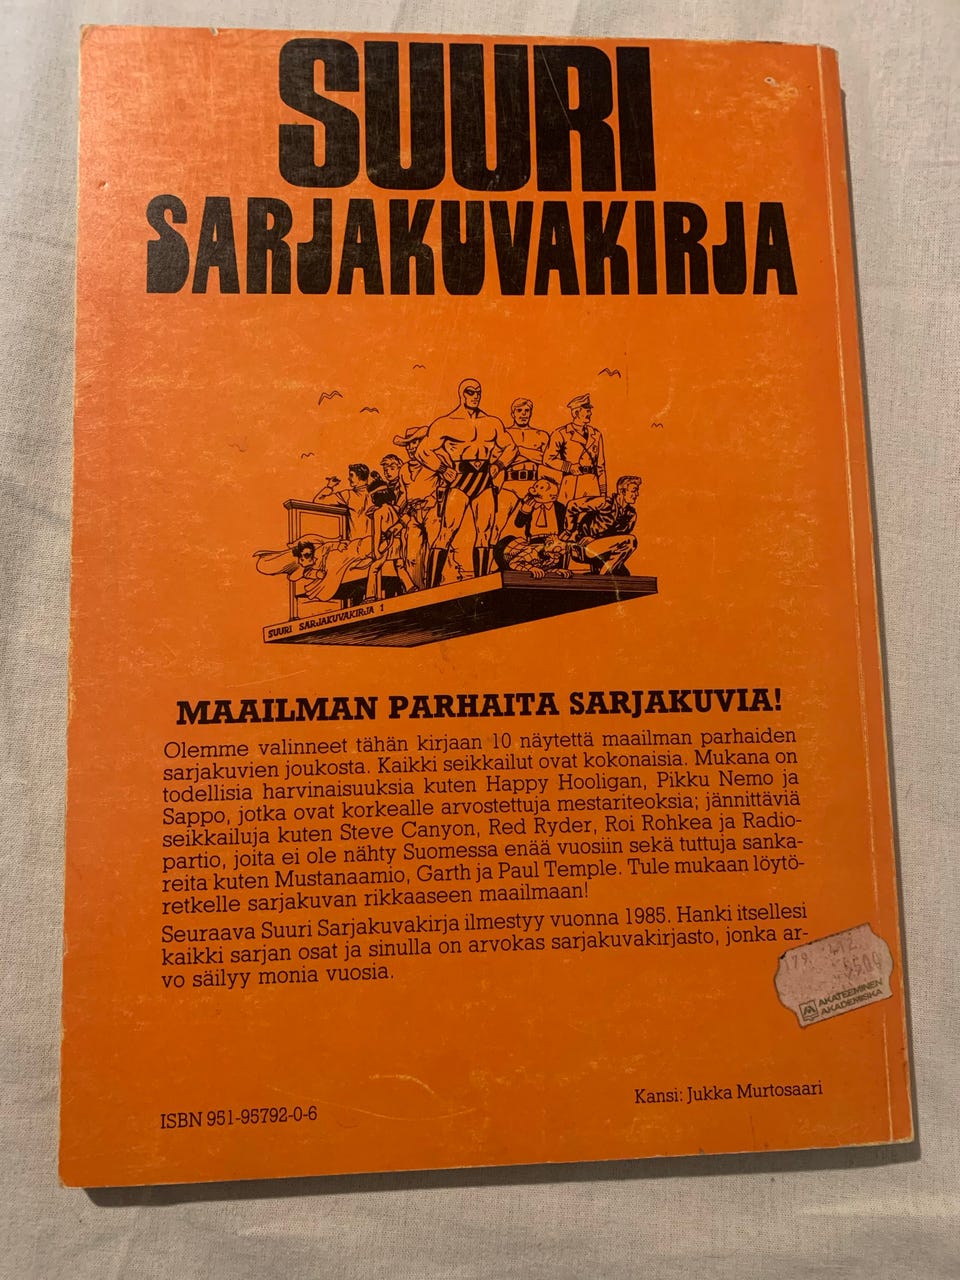 SUURI
SARJAKUVAKIRJA
SUURI SARJAKUVAKIRJA 1
MAAILMAN PARHAITA SARJAKUVIA!
Olemme valinneet tähän kirjaan 10 näytettä maailman parhaiden
sarjakuvien joukosta. Kaikki seikkailut ovat kokonaisia. Mukana on
todellisia harvinaisuuksia kuten Happy Hooligan, Pikku Nemo ja
Sappo, jotka ovat korkealle arvostettuja mestariteoksia; jännittäviä
seikkailuja kuten Steve Canyon, Red Ryder, Roi Rohkea ja Radio-
partio, joita ei ole nähty Suomessa enää vuosiin sekä tuttuja sanka-
reita kuten Mustanaamio, Garth ja Paul Temple. Tule mukaan löytö-
retkelle sarjakuvan rikkaaseen maailmaan!
Seuraava Suuri Sarjakuvakirja ilmestyy vuonna 1985. Hanki itsellesi
kaikki sarjan osat ja sinulla on arvokas sarjakuvakirjasto, jonka ar-
vo säilyy monia vuosia.
AKATEEMINEN
AKADEMISKA
Kansi: Jukka Murtosaari
ISBN 951-95792-0-6